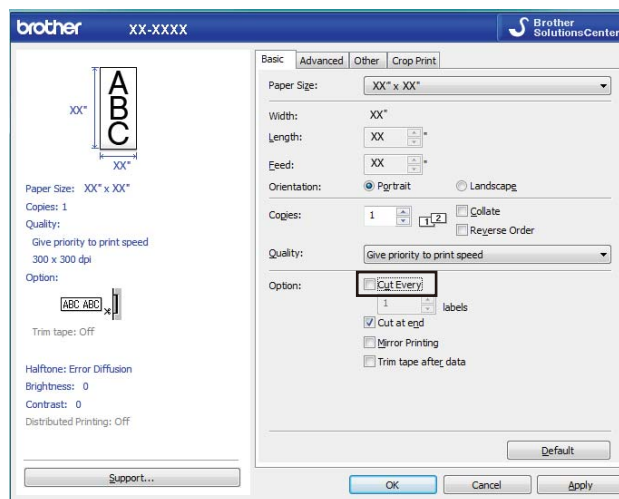 brother XX-XXXX
Brother
SolutionsCenter
A
B
C
XX"
XX"
Paper Size: XX" x XX"
Copies: 1
Quality:
Give priority to print speed
300 x 300 dpi
Option:
ABC ABC
Trim tape: Off
Halftone: Error Diffusion
Brightness: 0
Contrast: 0
Distributed Printing: Off
Support...
Basic Advanced Other Crop Print
Paper Size: XX" x XX"
Width: XX"
Length: XX "
Feed: XX "
Orientation: Portrait Landscape
Copies: 1 1 2 Collate
Reverse Order
Quality: Give priority to print speed
Option: Cut Every
1 labels
Cut at end
Mirror Printing
Trim tape after data
Default
OK Cancel Apply